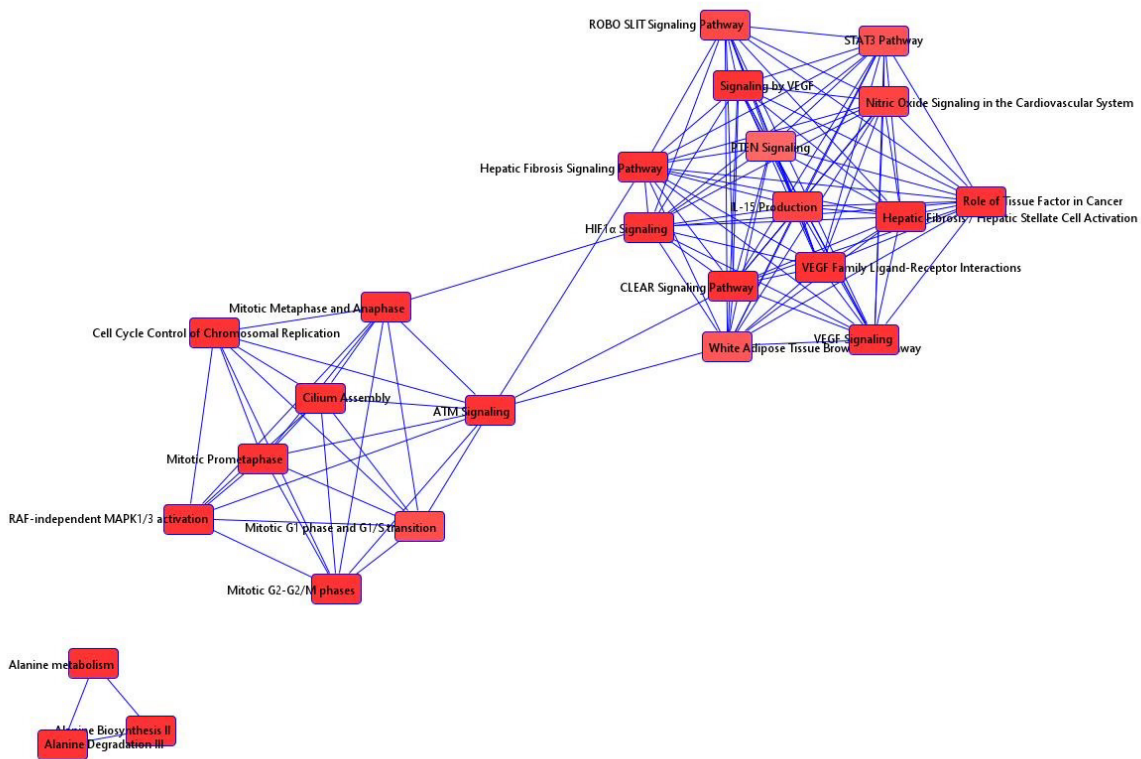 ROBO SLIT Signaling Pathway
STAT3 Pathway
Signaling by VEGF
Nitric Oxide Signaling in the Cardiovascular System
PTEN Signaling
Hepatic Fibrosis Signaling Pathway
Role of Tissue Factor in Cancer
IL-15 Production
Hepatic Fibrosis / Hepatic Stellate Cell Activation
HIF1α Signaling
VEGF Family Ligand-Receptor Interactions
CLEAR Signaling Pathway
VEGF Signaling
White Adipose Tissue Brow way
Mitotic Metaphase and Anaphase
Cell Cycle Control of Chromosomal Replication
Cilium Assembly
ATM Signaling
Mitotic Prometaphase
RAF-independent MAPK1/3 activation
Mitotic G1 phase and G1/S transition
Mitotic G2-G2/M phases
Alanine metabolism
Alanine Biosynthesis II
Alanine Degradation III